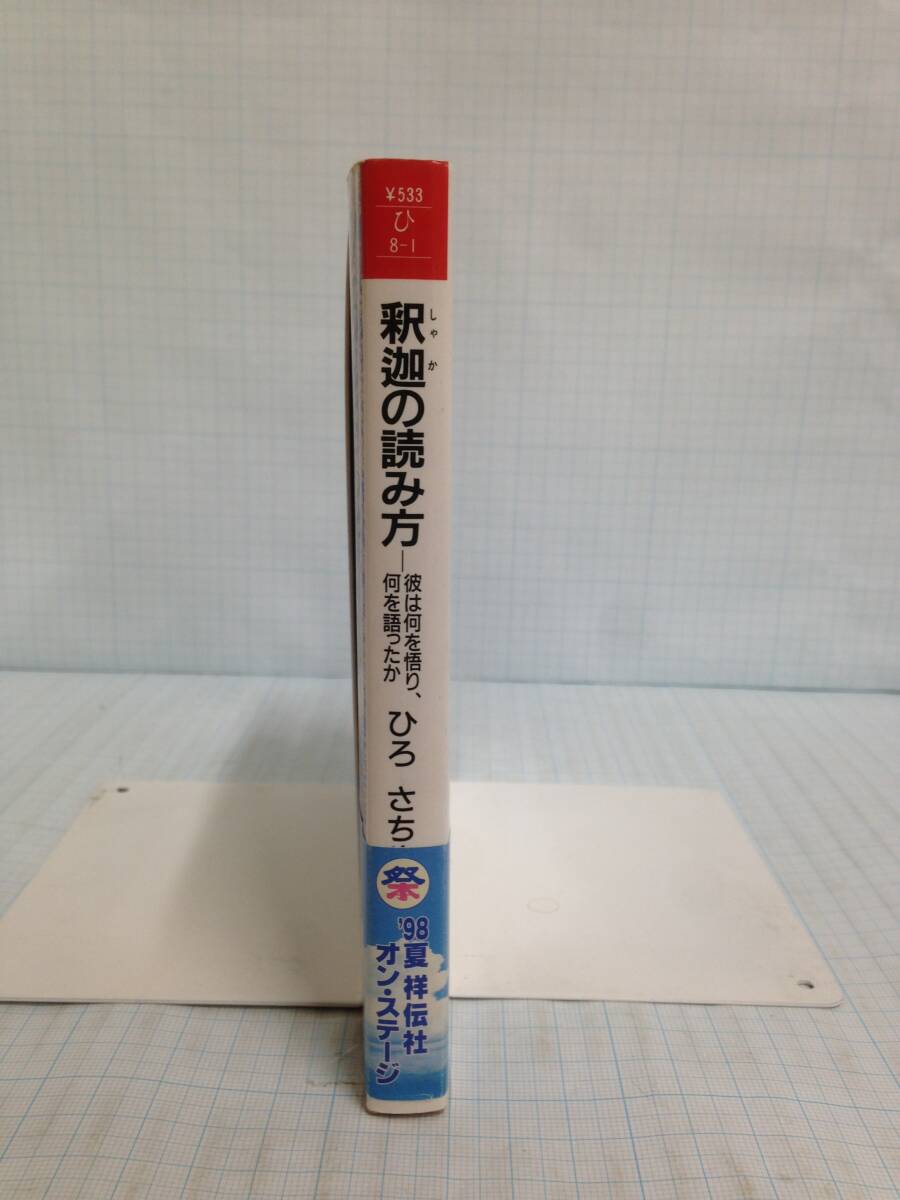 ¥533
ひ
8-1
釈迦の読み方
しゃか
—彼は何を悟り、
何を語ったか
ひろ さち
祭
'98夏 祥伝社
オン・ステージ